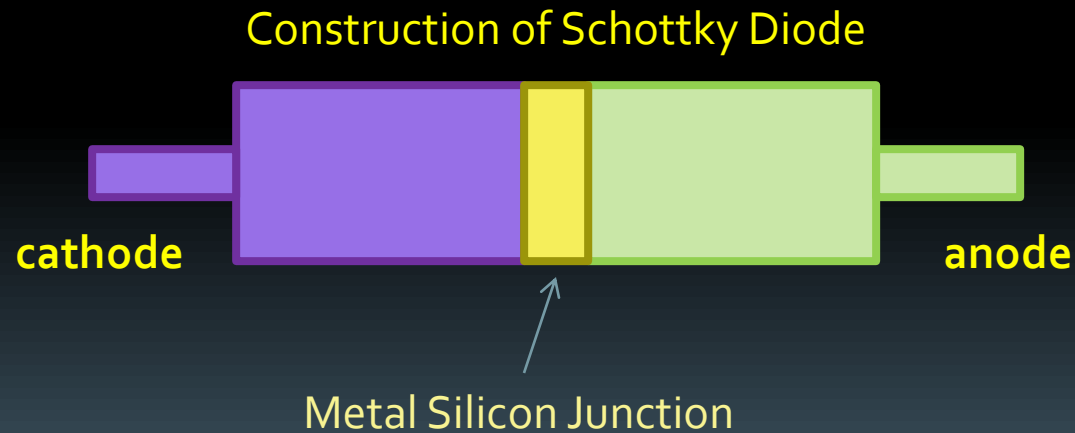 Construction of Schottky Diode
cathode
anode
Metal Silicon Junction